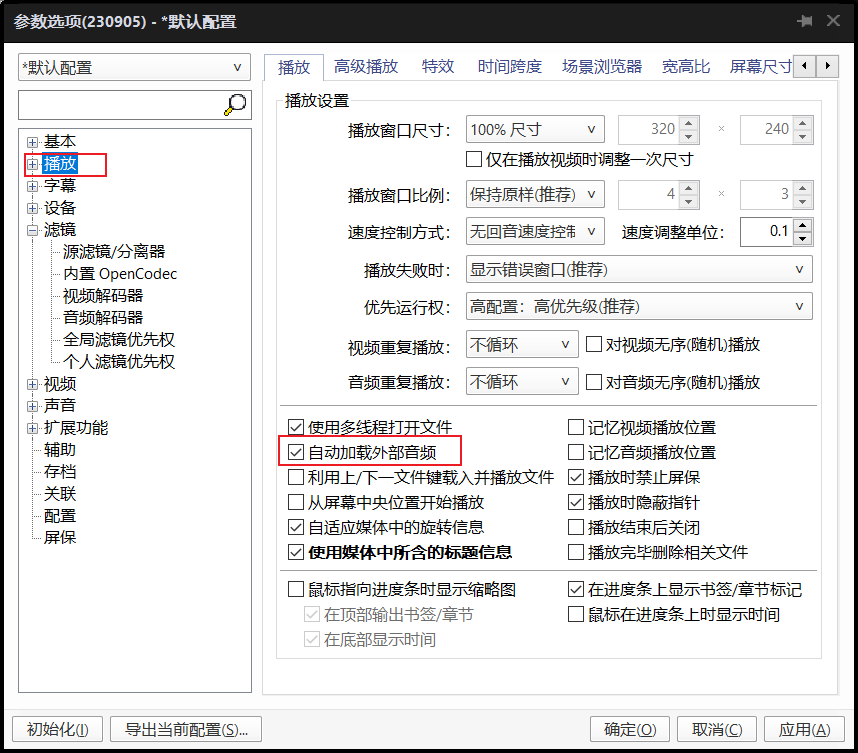 参数选项(230905) - *默认配置
*默认配置
基本
播放
字幕
设备
滤镜
源滤镜/分离器
内置 OpenCodec
视频解码器
音频解码器
全局滤镜优先权
个人滤镜优先权
视频
声音
扩展功能
辅助
存档
关联
配置
屏保
播放 高级播放 特效 时间跨度 场景浏览器 宽高比 屏幕尺寸
播放设置
播放窗口尺寸: 100% 尺寸 320 × 240
仅在播放视频时调整一次尺寸
播放窗口比例: 保持原样(推荐) 4 × 3
速度控制方式: 无回音速度控制 速度调整单位: 0.1
播放失败时: 显示错误窗口(推荐)
优先运行权: 高配置: 高优先级(推荐)
视频重复播放: 不循环 对视频无序(随机)播放
音频重复播放: 不循环 对音频无序(随机)播放
使用多线程打开文件 记忆视频播放位置
自动加载外部音频 记忆音频播放位置
利用上/下一文件键载入并播放文件 播放时禁止屏保
从屏幕中央位置开始播放 播放时隐蔽指针
自适应媒体中的旋转信息 播放结束后关闭
使用媒体中所含的标题信息 播放完毕删除相关文件
鼠标指向进度条时显示缩略图 在进度条上显示书签/章节标记
在顶部输出书签/章节 鼠标在进度条上时显示时间
在底部显示时间
初始化(I) 导出当前配置(S)... 确定(O) 取消(C) 应用(A)